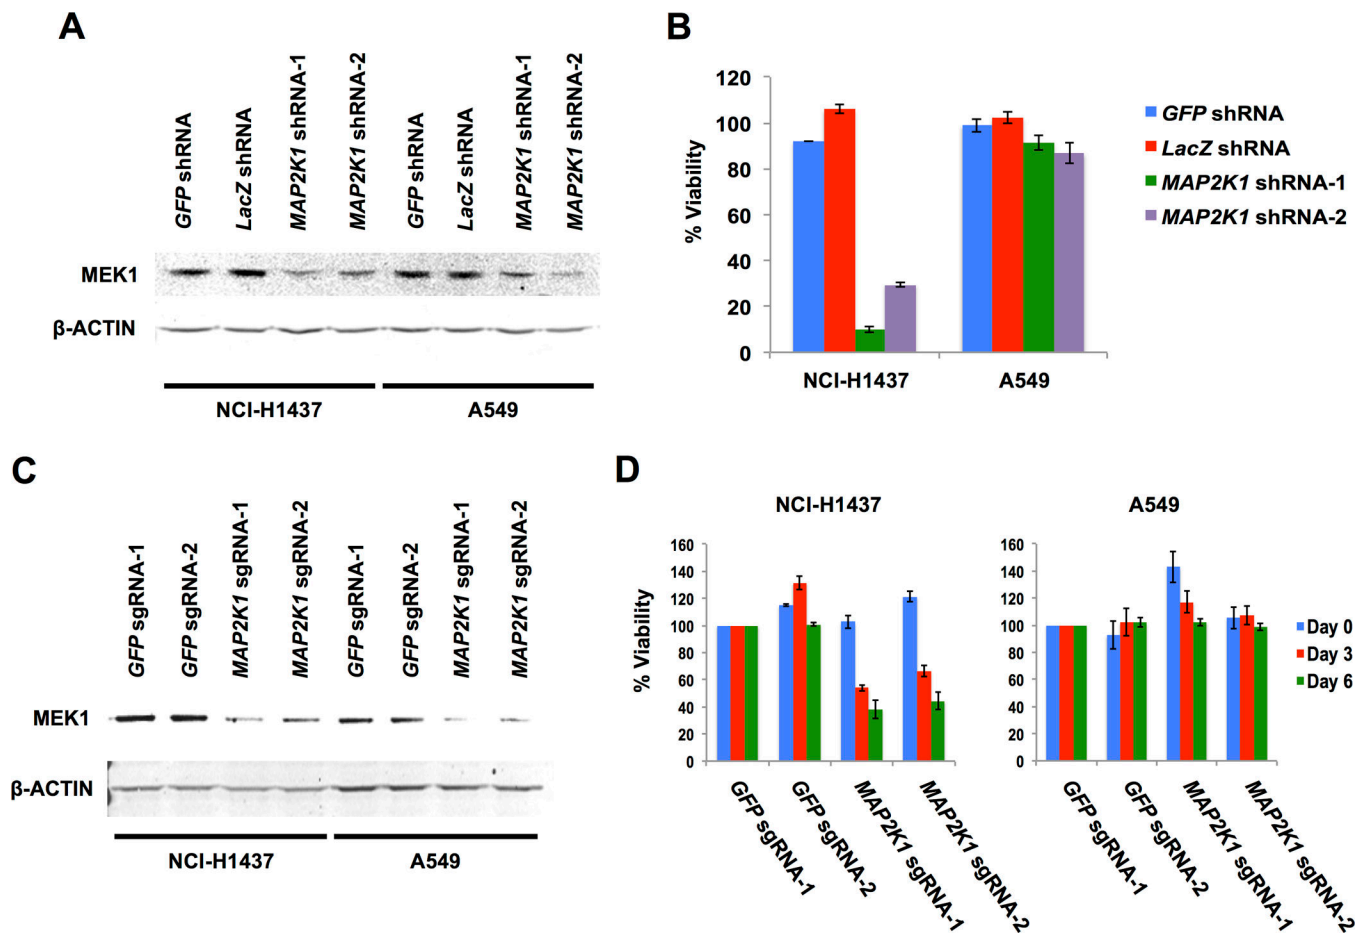 A
GFP shRNA
LacZ shRNA
MAP2K1 shRNA-1
MAP2K1 shRNA-2
GFP shRNA
LacZ shRNA
MAP2K1 shRNA-1
MAP2K1 shRNA-2
MEK1
β-ACTIN
NCI-H1437
A549
B
% Viability
120
100
80
60
40
20
0
NCI-H1437
A549
GFP shRNA
LacZ shRNA
MAP2K1 shRNA-1
MAP2K1 shRNA-2
C
GFP sgRNA-1
GFP sgRNA-2
MAP2K1 sgRNA-1
MAP2K1 sgRNA-2
GFP sgRNA-1
GFP sgRNA-2
MAP2K1 sgRNA-1
MAP2K1 sgRNA-2
MEK1
β-ACTIN
NCI-H1437
A549
D
NCI-H1437
% Viability
160
140
120
100
80
60
40
20
0
GFP sgRNA-1
GFP sgRNA-2
MAP2K1 sgRNA-1
MAP2K1 sgRNA-2
A549
160
140
120
100
80
60
40
20
0
GFP sgRNA-1
GFP sgRNA-2
MAP2K1 sgRNA-1
MAP2K1 sgRNA-2
Day 0
Day 3
Day 6